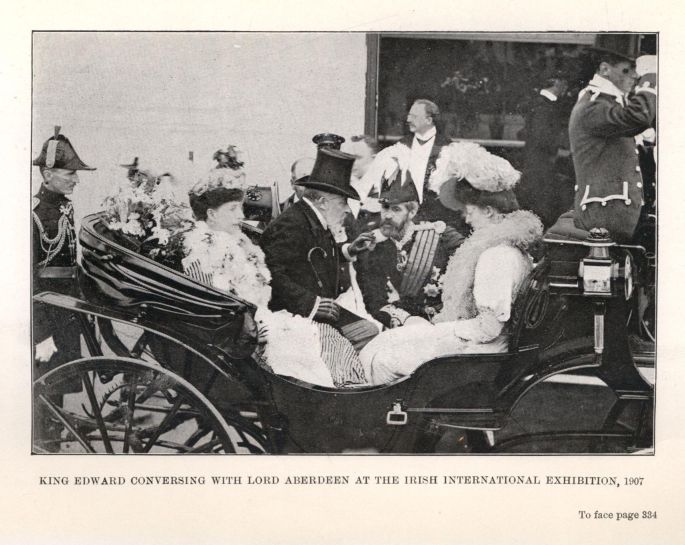 KING EDWARD CONVERSING WITH LORD ABERDEEN AT THE IRISH INTERNATIONAL EXHIBITION, 1907
To face page 334